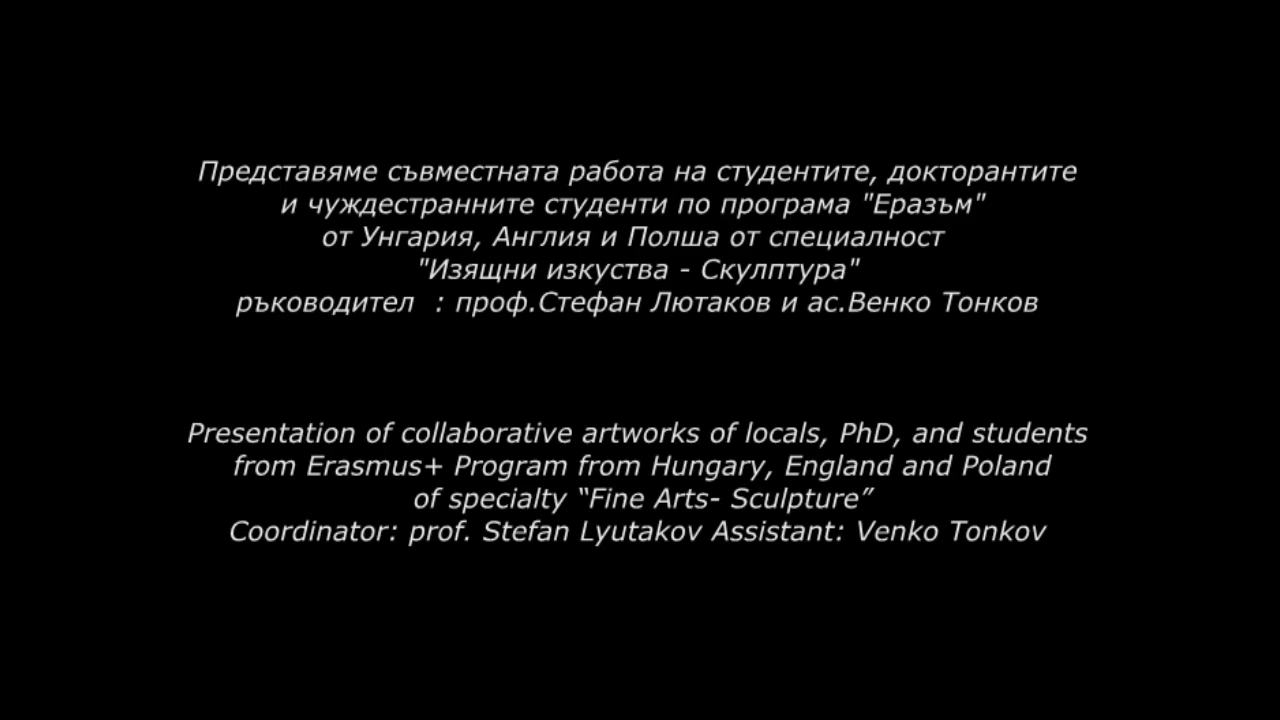 Представяме съвместната работа на студентите, докторантите
и чуждестранните студенти по програма "Еразъм"
от Унгария, Англия и Полша от специалност
"Изящни изкуства - Скулптура"
ръководител  : проф.Стефан Лютаков и ас.Венко Тонков
Presentation of collaborative artworks of locals, PhD, and students
from Erasmus+ Program from Hungary, England and Poland
of specialty “Fine Arts- Sculpture”
Coordinator: prof. Stefan Lyutakov Assistant: Venko Tonkov